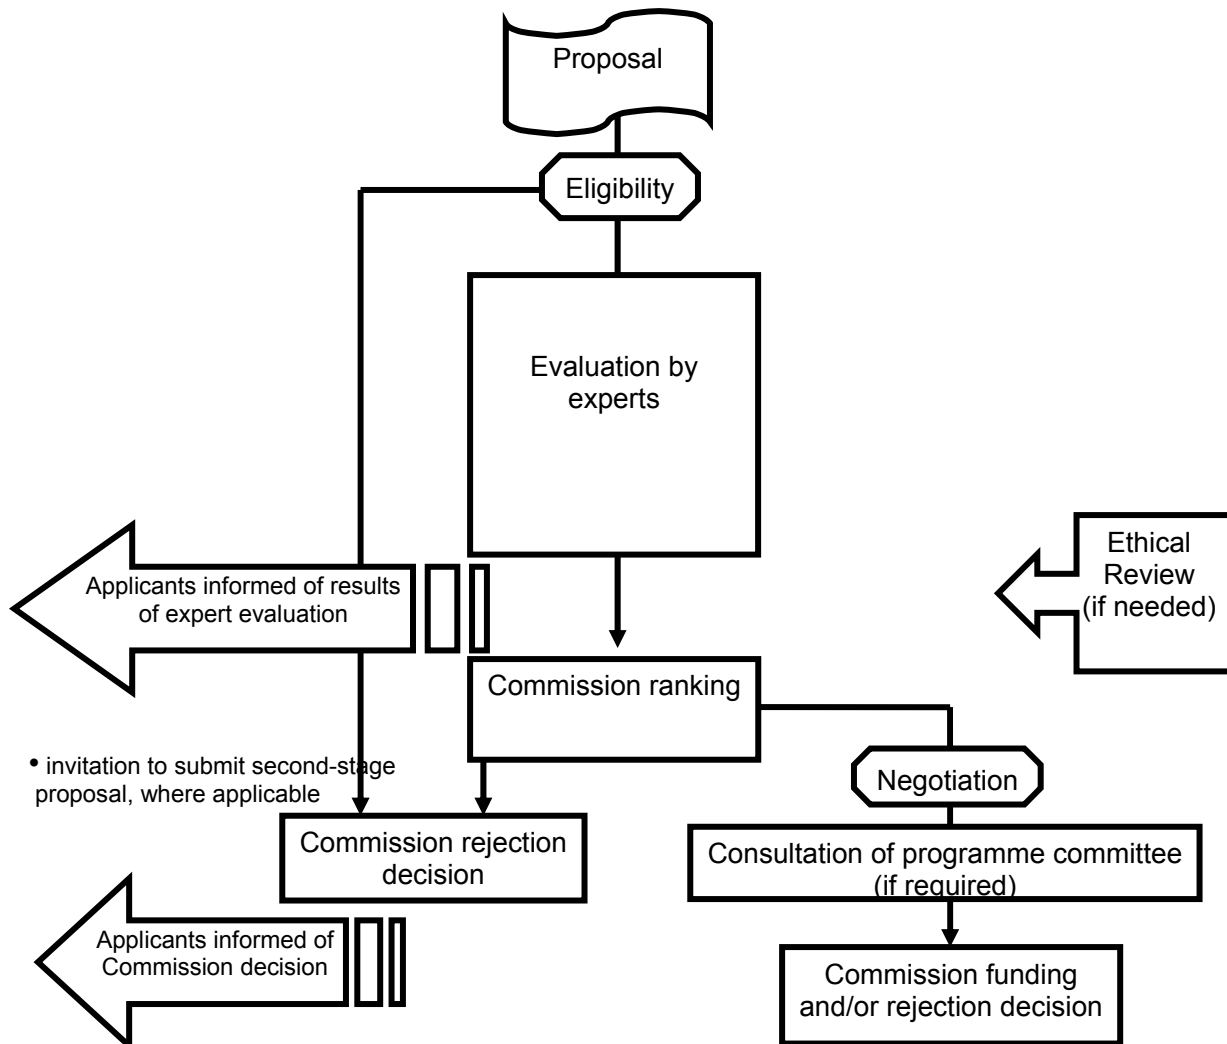 Proposal
Eligibility
Evaluation by
experts
Ethical
Review
(if needed)
Applicants informed of results
of expert evaluation
Commission ranking
• invitation to submit second-stage
proposal, where applicable
Negotiation
Commission rejection
decision
Consultation of programme committee
(if required)
Applicants informed of
Commission decision
Commission funding
and/or rejection decision